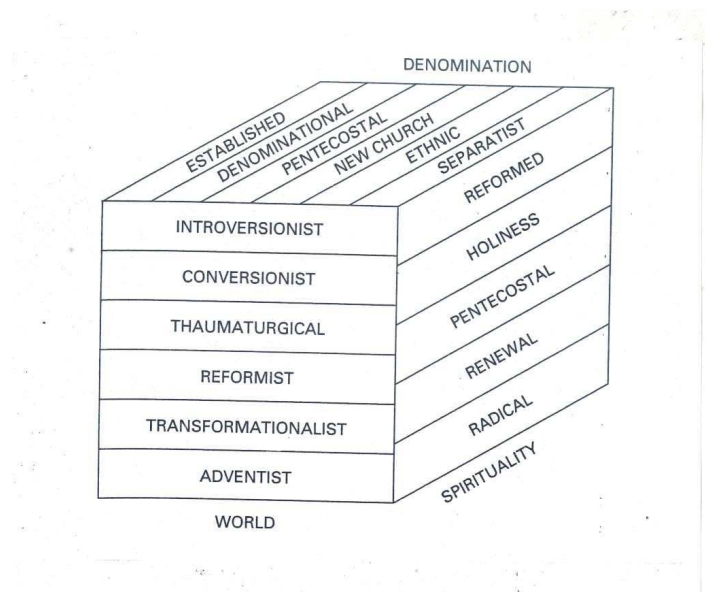 DENOMINATION
ESTABLISHED
DENOMINATIONAL
PENTECOSTAL
NEW CHURCH
ETHNIC
SEPARATIST
INTROVERSIONIST
CONVERSIONIST
THAUMATURGICAL
REFORMIST
TRANSFORMATIONALIST
ADVENTIST
WORLD
REFORMED
HOLINESS
PENTECOSTAL
RENEWAL
RADICAL
SPIRITUALITY